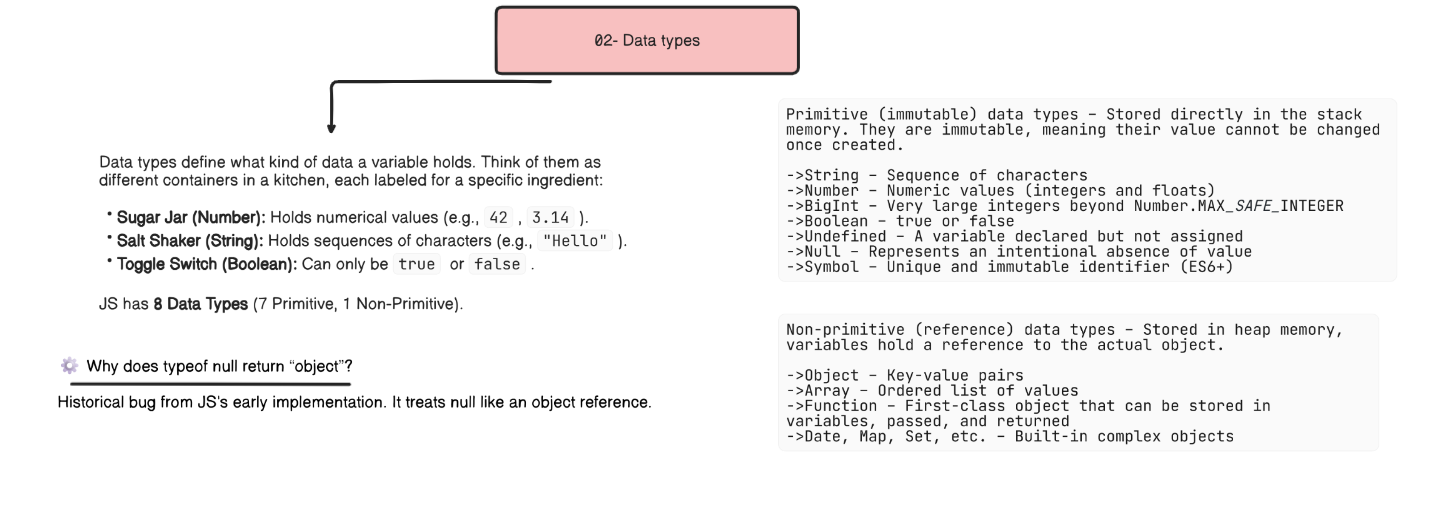 02- Data types
Data types define what kind of data a variable holds. Think of them as
different containers in a kitchen, each labeled for a specific ingredient:
• Sugar Jar (Number): Holds numerical values (e.g., 42 , 3.14 ).
• Salt Shaker (String): Holds sequences of characters (e.g., "Hello" ).
• Toggle Switch (Boolean): Can only be true or false .
JS has 8 Data Types (7 Primitive, 1 Non-Primitive).
Why does typeof null return “object”?
Historical bug from JS's early implementation. It treats null like an object reference.
Primitive (immutable) data types – Stored directly in the stack
memory. They are immutable, meaning their value cannot be changed
once created.
->String – Sequence of characters
->Number – Numeric values (integers and floats)
->BigInt – Very large integers beyond Number.MAX_SAFE_INTEGER
->Boolean – true or false
->Undefined – A variable declared but not assigned
->Null – Represents an intentional absence of value
->Symbol – Unique and immutable identifier (ES6+)
Non-primitive (reference) data types – Stored in heap memory,
variables hold a reference to the actual object.
->Object – Key-value pairs
->Array – Ordered list of values
->Function – First-class object that can be stored in
variables, passed, and returned
->Date, Map, Set, etc. – Built-in complex objects